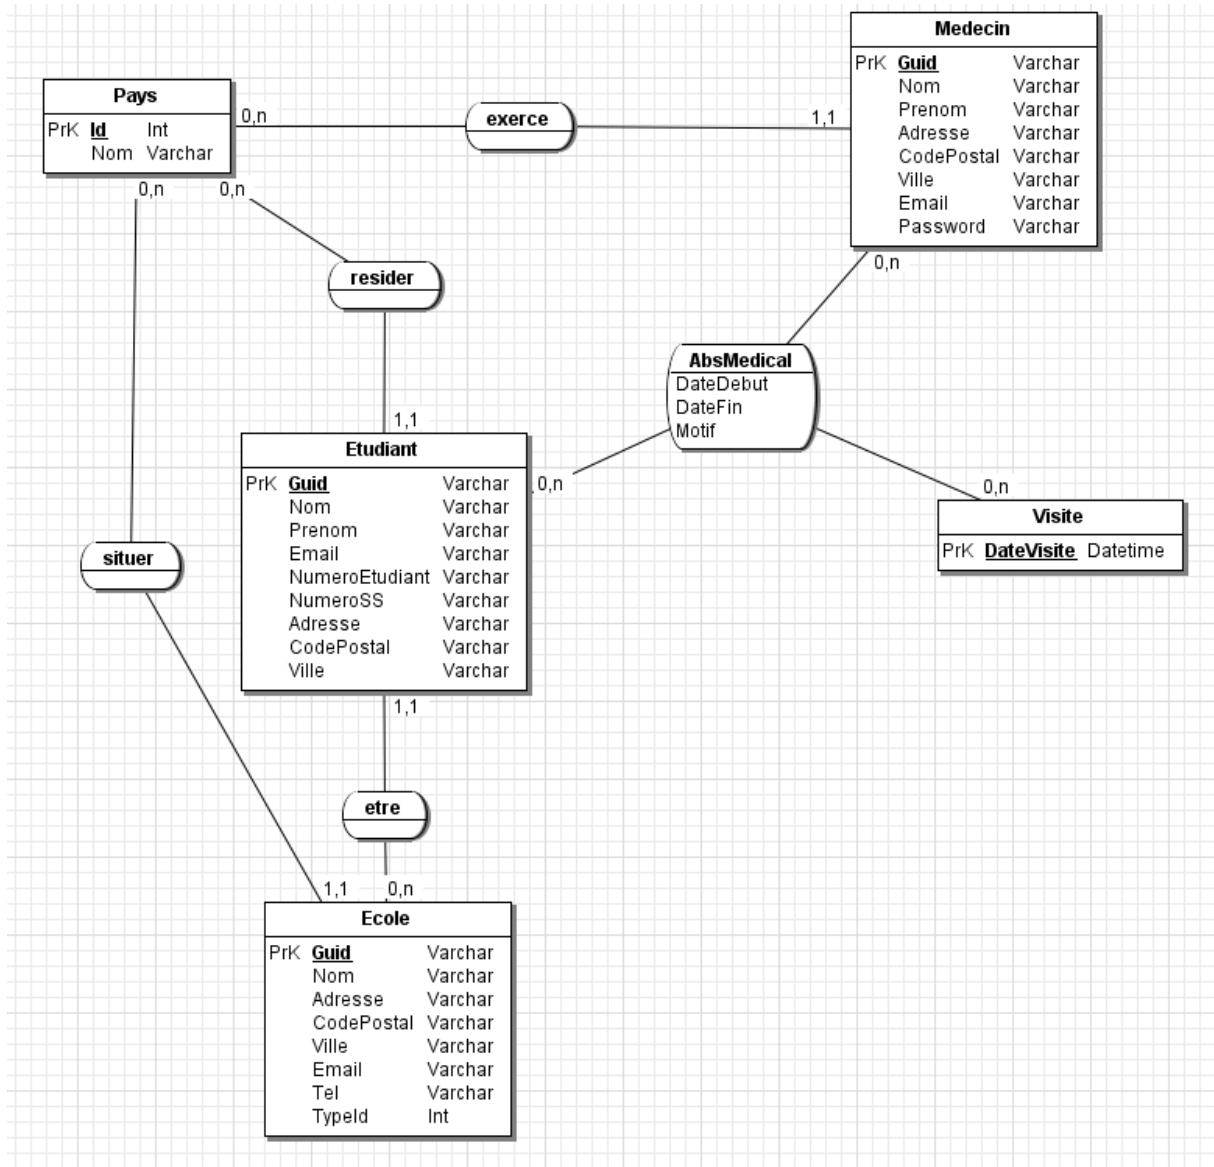 Medecin
PrK Guid Varchar
Nom Varchar
Prenom Varchar
Adresse Varchar
CodePostal Varchar
Ville Varchar
Email Varchar
Password Varchar
Pays
PrK Id Int
Nom Varchar
0,n
exerce
1,1
0,n
0,n
resider
0,n
AbsMedical
DateDebut
DateFin
Motif
1,1
Etudiant
PrK Guid Varchar
Nom Varchar
Prenom Varchar
Email Varchar
NumeroEtudiant Varchar
NumeroSS Varchar
Adresse Varchar
CodePostal Varchar
Ville Varchar
0,n
0,n
Visite
PrK DateVisite Datetime
situer
1,1
etre
1,1
0,n
Ecole
PrK Guid Varchar
Nom Varchar
Adresse Varchar
CodePostal Varchar
Ville Varchar
Email Varchar
Tel Varchar
TypeId Int